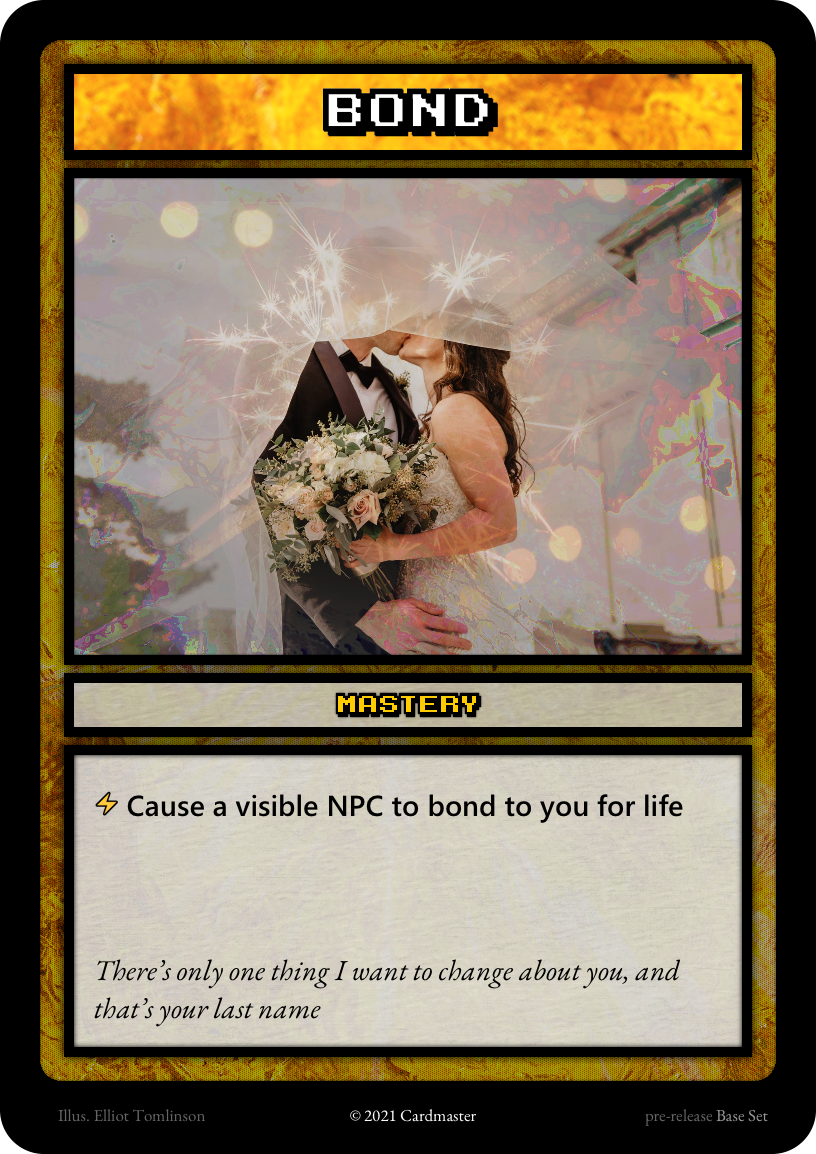 BOND
MASTERY
Cause a visible NPC to bond to you for life
There's only one thing I want to change about you, and
that's your last name
Illus. Elliot Tomlinson
© 2021 Cardmaster
pre-release Base Set